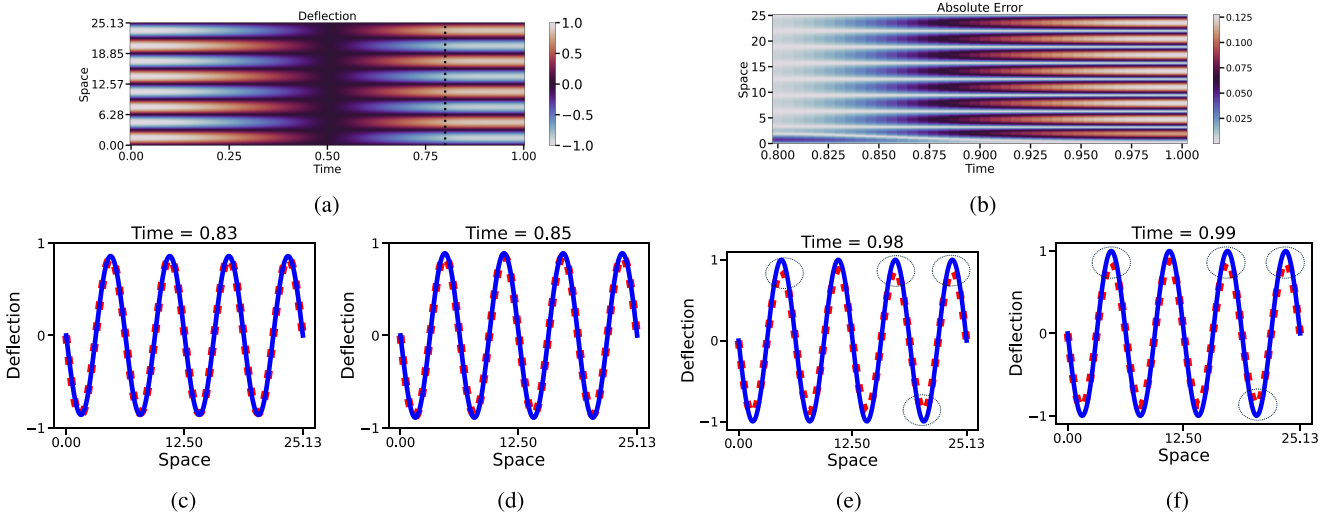 Deflection
25.13
18.85
12.57
6.28
0.00
Space
0.00 0.25 0.50 0.75 1.00
Time
1.0
0.5
0.0
−0.5
−1.0
(a)
Absolute Error
25
20
15
10
5
0
Space
0.800 0.825 0.850 0.875 0.900 0.925 0.950 0.975 1.000
Time
0.125
0.100
0.075
0.050
0.025
(b)
Time = 0.83
1
0
−1
Deflection
0.00 12.50 25.13
Space
(c)
Time = 0.85
1
0
−1
Deflection
0.00 12.50 25.13
Space
(d)
Time = 0.98
1
0
−1
Deflection
0.00 12.50 25.13
Space
(e)
Time = 0.99
1
0
−1
Deflection
0.00 12.50 25.13
Space
(f)